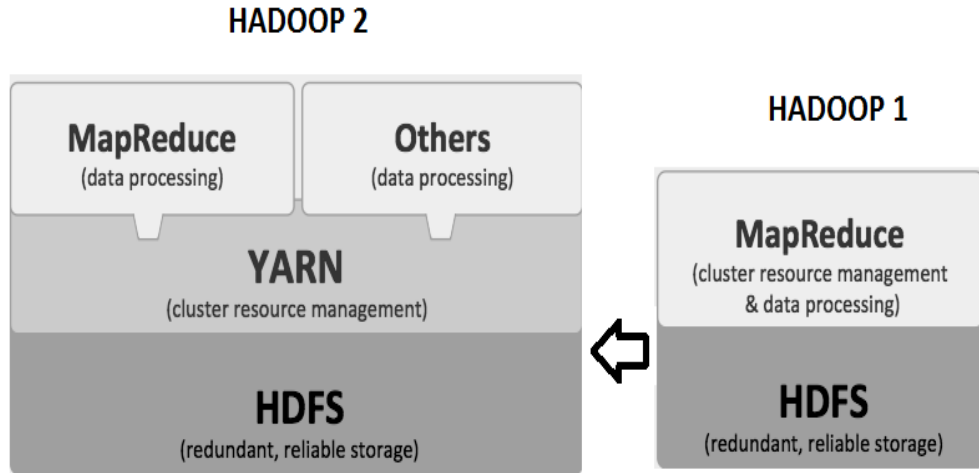 HADOOP 2
MapReduce
(data processing)
Others
(data processing)
YARN
(cluster resource management)
HDFS
(redundant, reliable storage)
HADOOP 1
MapReduce
(cluster resource management
& data processing)
HDFS
(redundant, reliable storage)